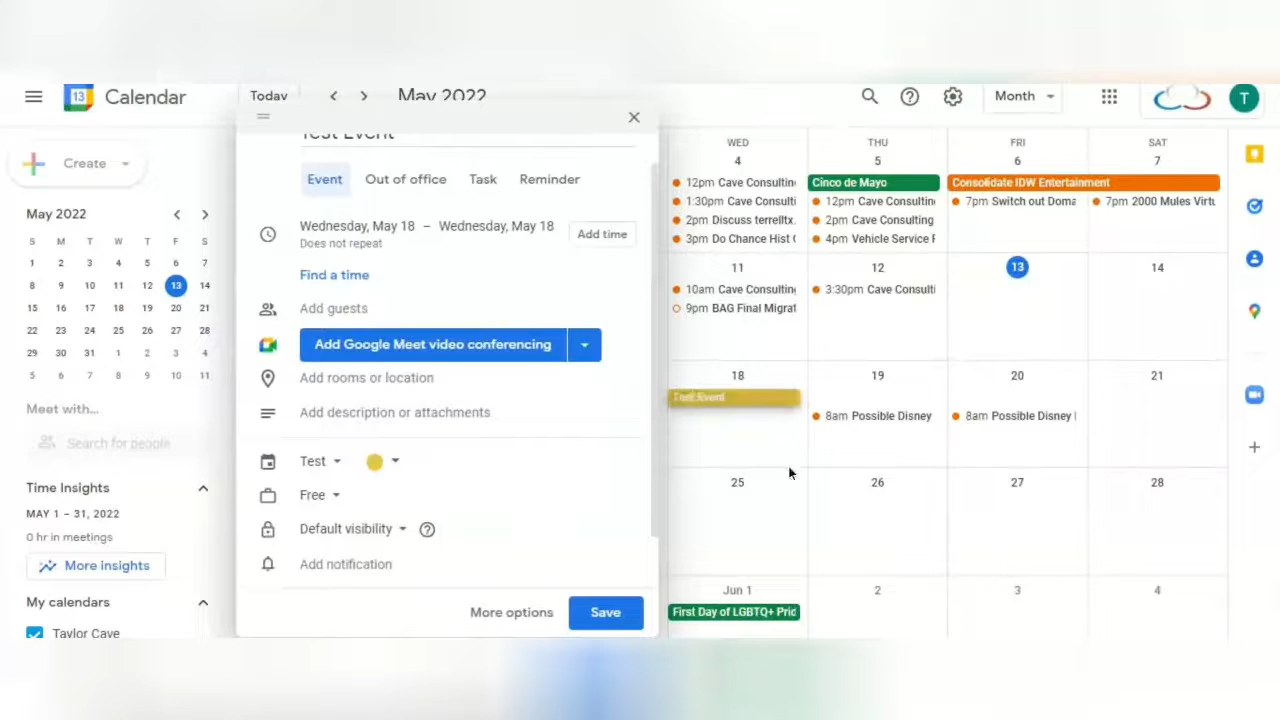 13 Calendar Today May 2022 Month T
Create
May 2022
S M T W T F S
1 2 3 4 5 6 7
8 9 10 11 12 13 14
15 16 17 18 19 20 21
22 23 24 25 26 27 28
29 30 31 1 2 3 4
5 6 7 8 9 10 11
Meet with...
Search for people
Time Insights
MAY 1 – 31, 2022
0 hr in meetings
More insights
My calendars
Taylor Cave
Test Event
Event Out of office Task Reminder
Wednesday, May 18 – Wednesday, May 18 Add time
Does not repeat
Find a time
Add guests
Add Google Meet video conferencing
Add rooms or location
Add description or attachments
Test
Free
Default visibility
Add notification
More options Save
WED THU FRI SAT
4 5 6 7
Cinco de Mayo Consolidate IDW Entertainment
12pm Cave Consulting 12pm Cave Consulting 7pm Switch out Doma 7pm 2000 Mules Virtu
1:30pm Cave Consulti 2pm Cave Consulting
2pm Discuss terrelltx. 4pm Vehicle Service F
3pm Do Chance Hist
11 12 13 14
10am Cave Consulting 3:30pm Cave Consulti
9pm BAG Final Migrat
18 19 20 21
Test Event
8am Possible Disney 8am Possible Disney
25 26 27 28
Jun 1 2 3 4
First Day of LGBTQ+ Prid